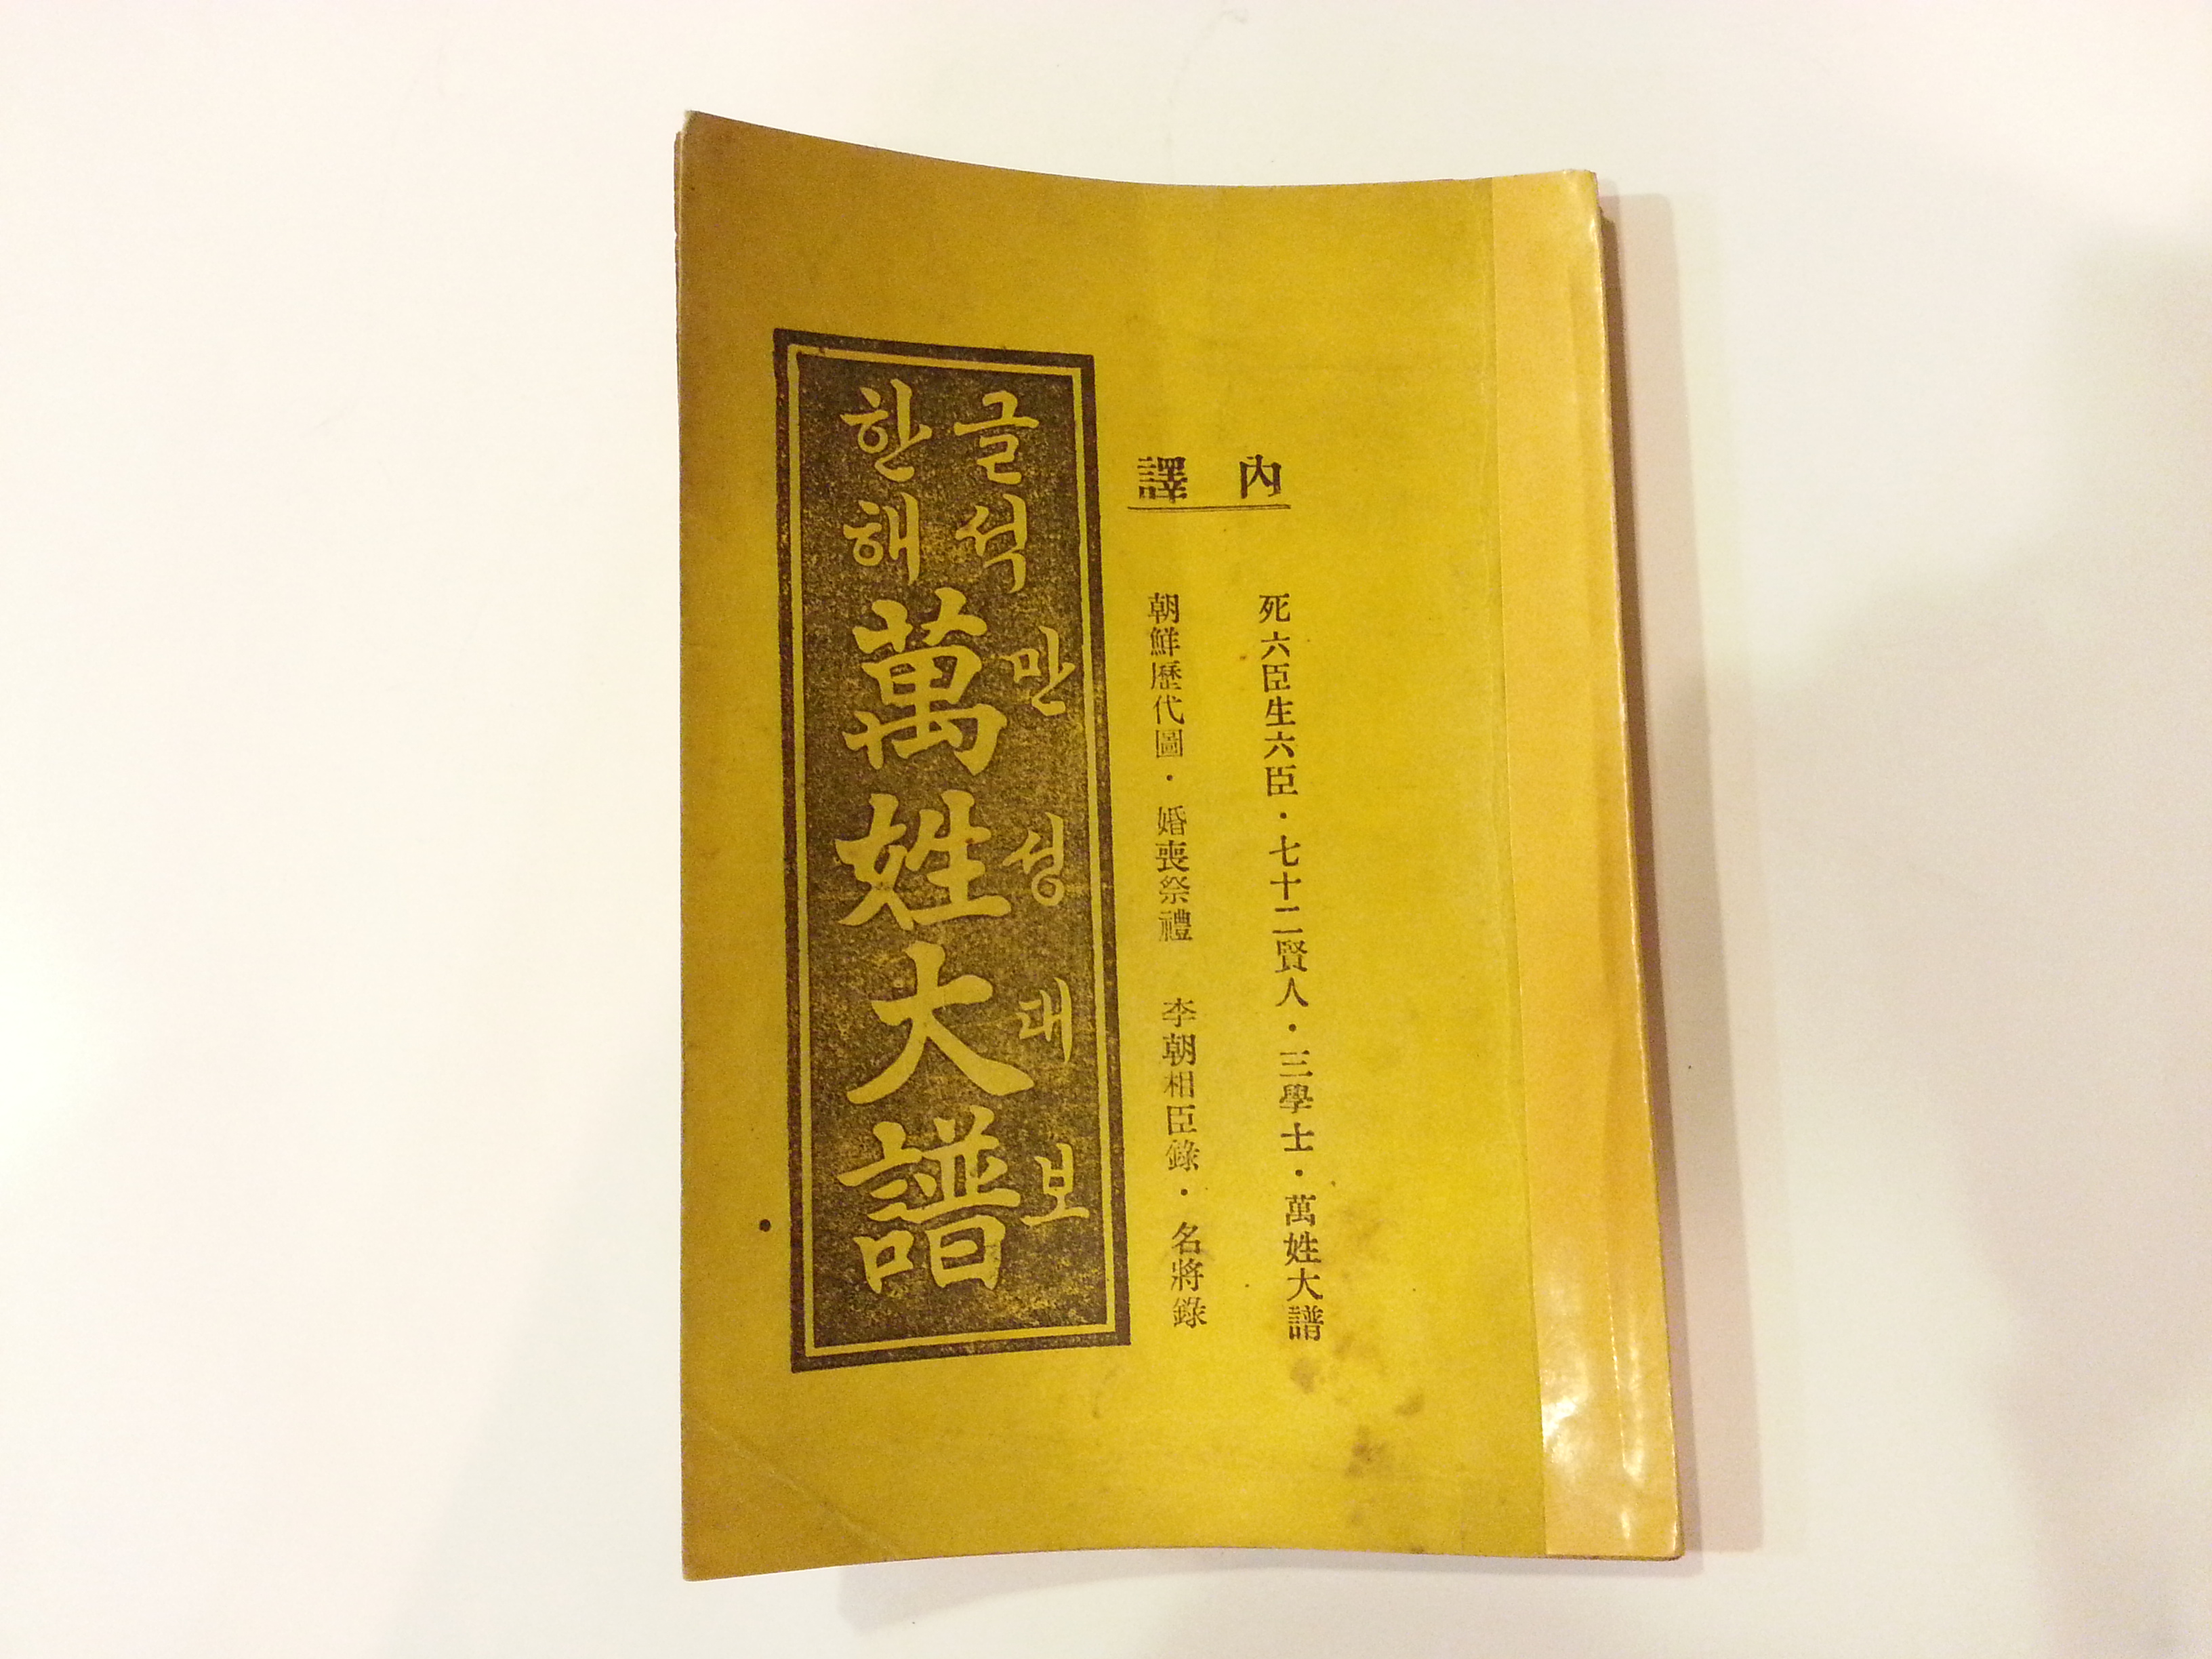 內譯
死六臣生六臣・七十二賢人・三學士・萬姓大譜
朝鮮歷代圖・婚喪祭禮 李朝相臣錄・名將錄
한글
해석
萬姓大譜
만성대보